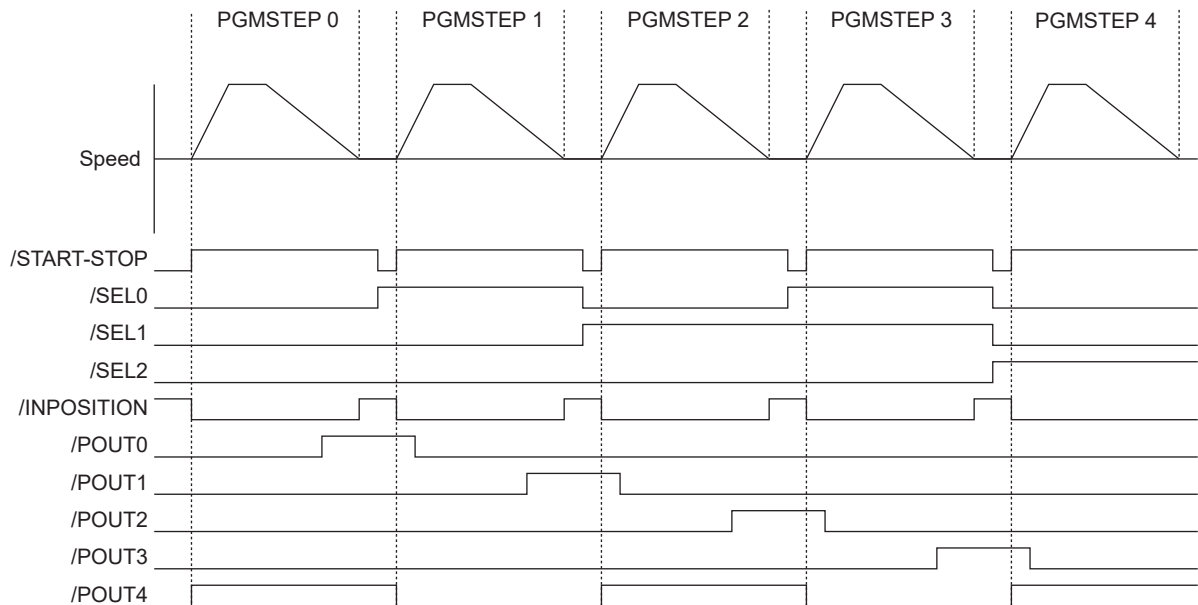 PGMSTEP 0 PGMSTEP 1 PGMSTEP 2 PGMSTEP 3 PGMSTEP 4
Speed
/START-STOP
/SEL0
/SEL1
/SEL2
/INPOSITION
/POUT0
/POUT1
/POUT2
/POUT3
/POUT4